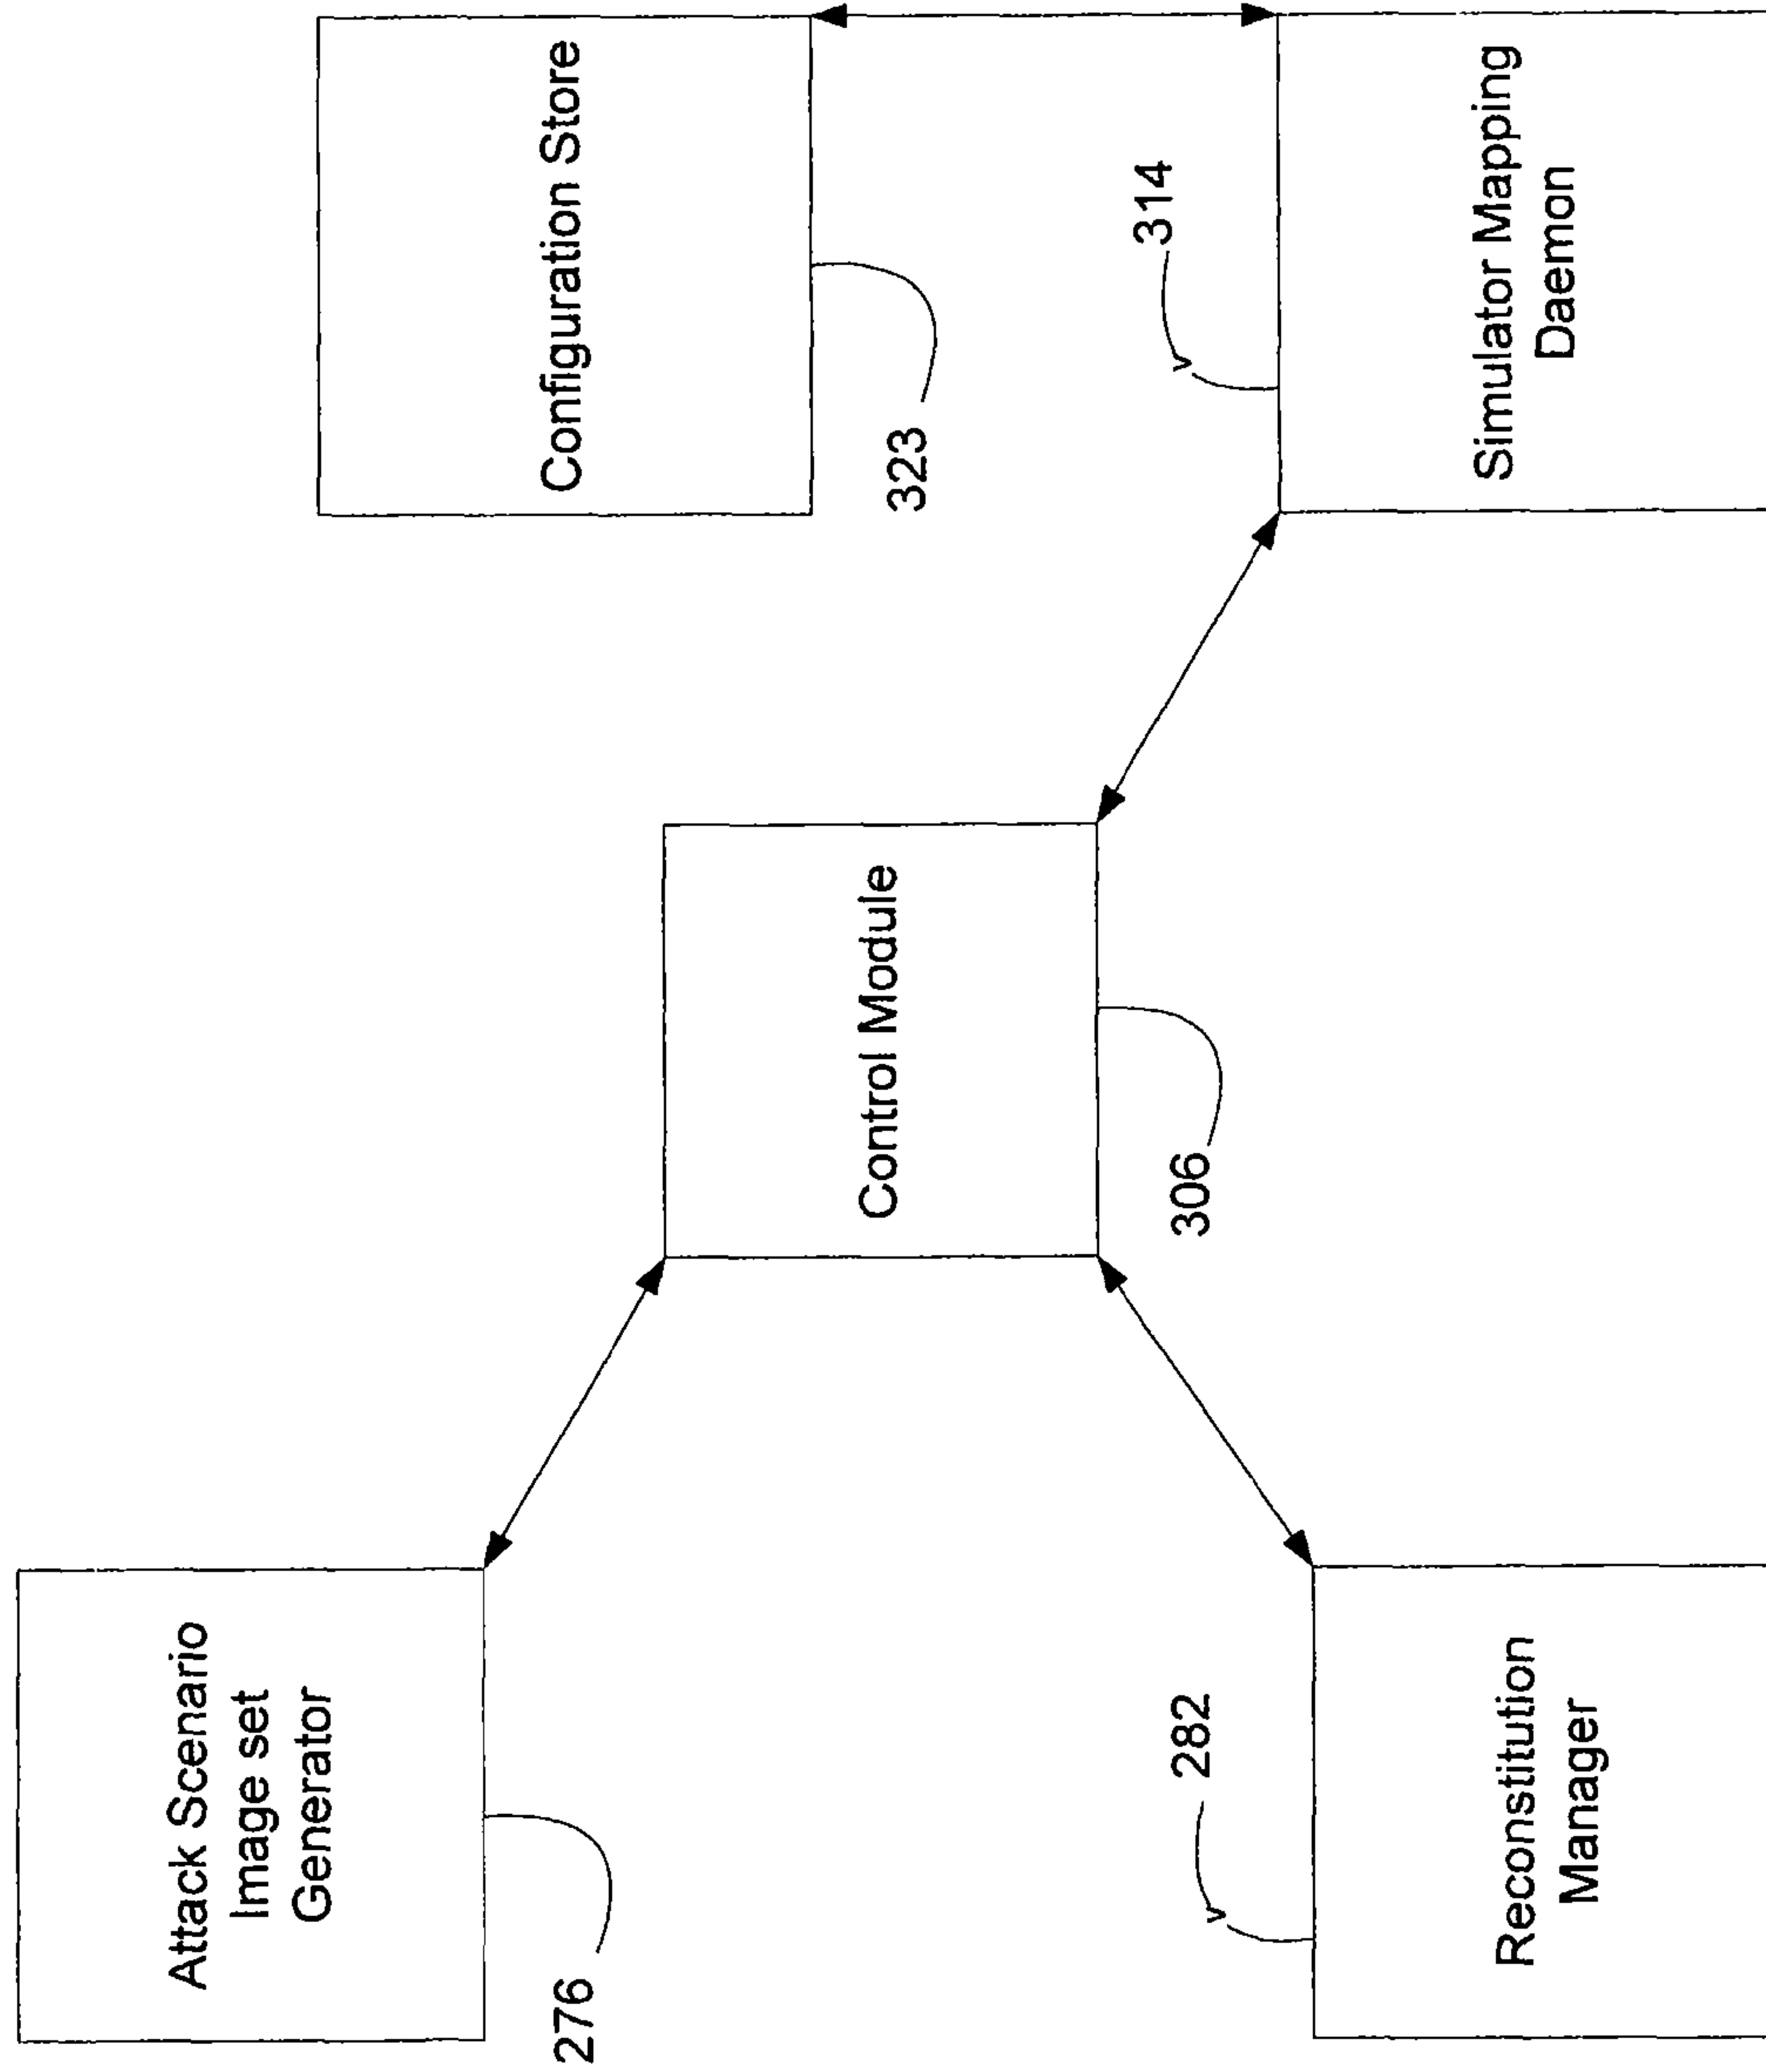 Attack Scenario
Image set
Generator
276
Configuration Store
323
Control Module
306
314
282
Reconstitution
Manager
Simulator Mapping
Daemon